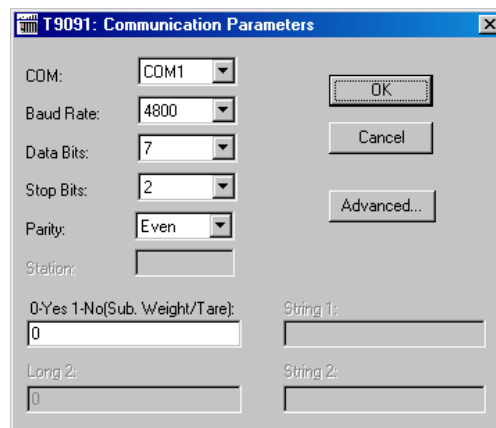 T9091: Communication Parameters
COM: COM1
OK
Baud Rate: 4800
Cancel
Data Bits: 7
Stop Bits: 2
Advanced...
Parity: Even
Station:
0-Yes 1-No(Sub. Weight/Tare):
String 1:
0
Long 2:
String 2:
0